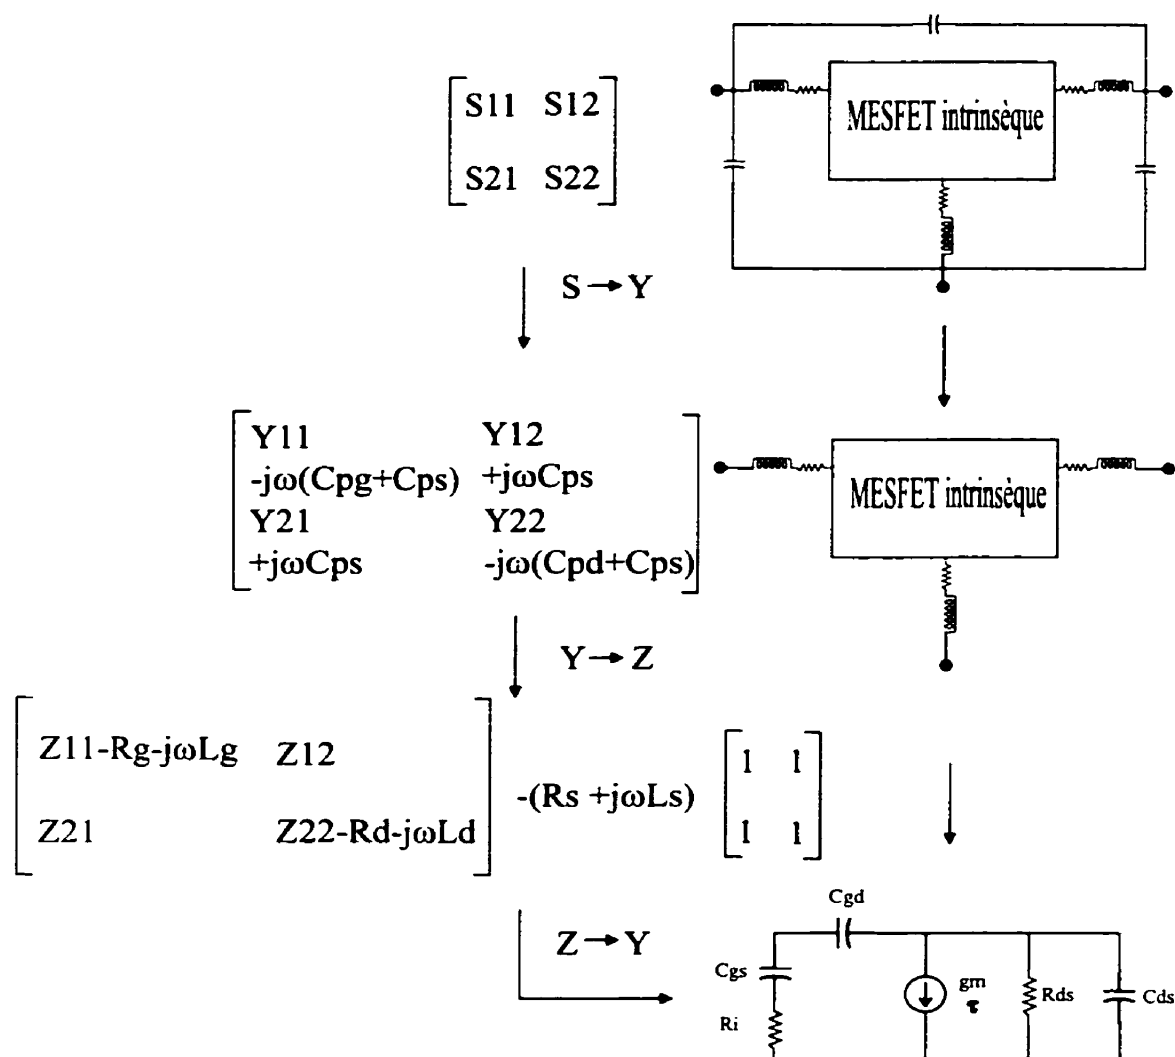 S11 S12
MESFET intrinsèque
S21 S22
S → Y
Y11 Y12
-jω(Cpg+Cps) +jωCps
Y21 Y22
+jωCps -jω(Cpd+Cps)
MESFET intrinsèque
Y → Z
Z11-Rg-jωLg Z12
Z21 Z22-Rd-jωLd
-(Rs +jωLs)
1 1
1 1
Z → Y
Cgd
Cgs
Ri
gm
τ
Rds
Cds